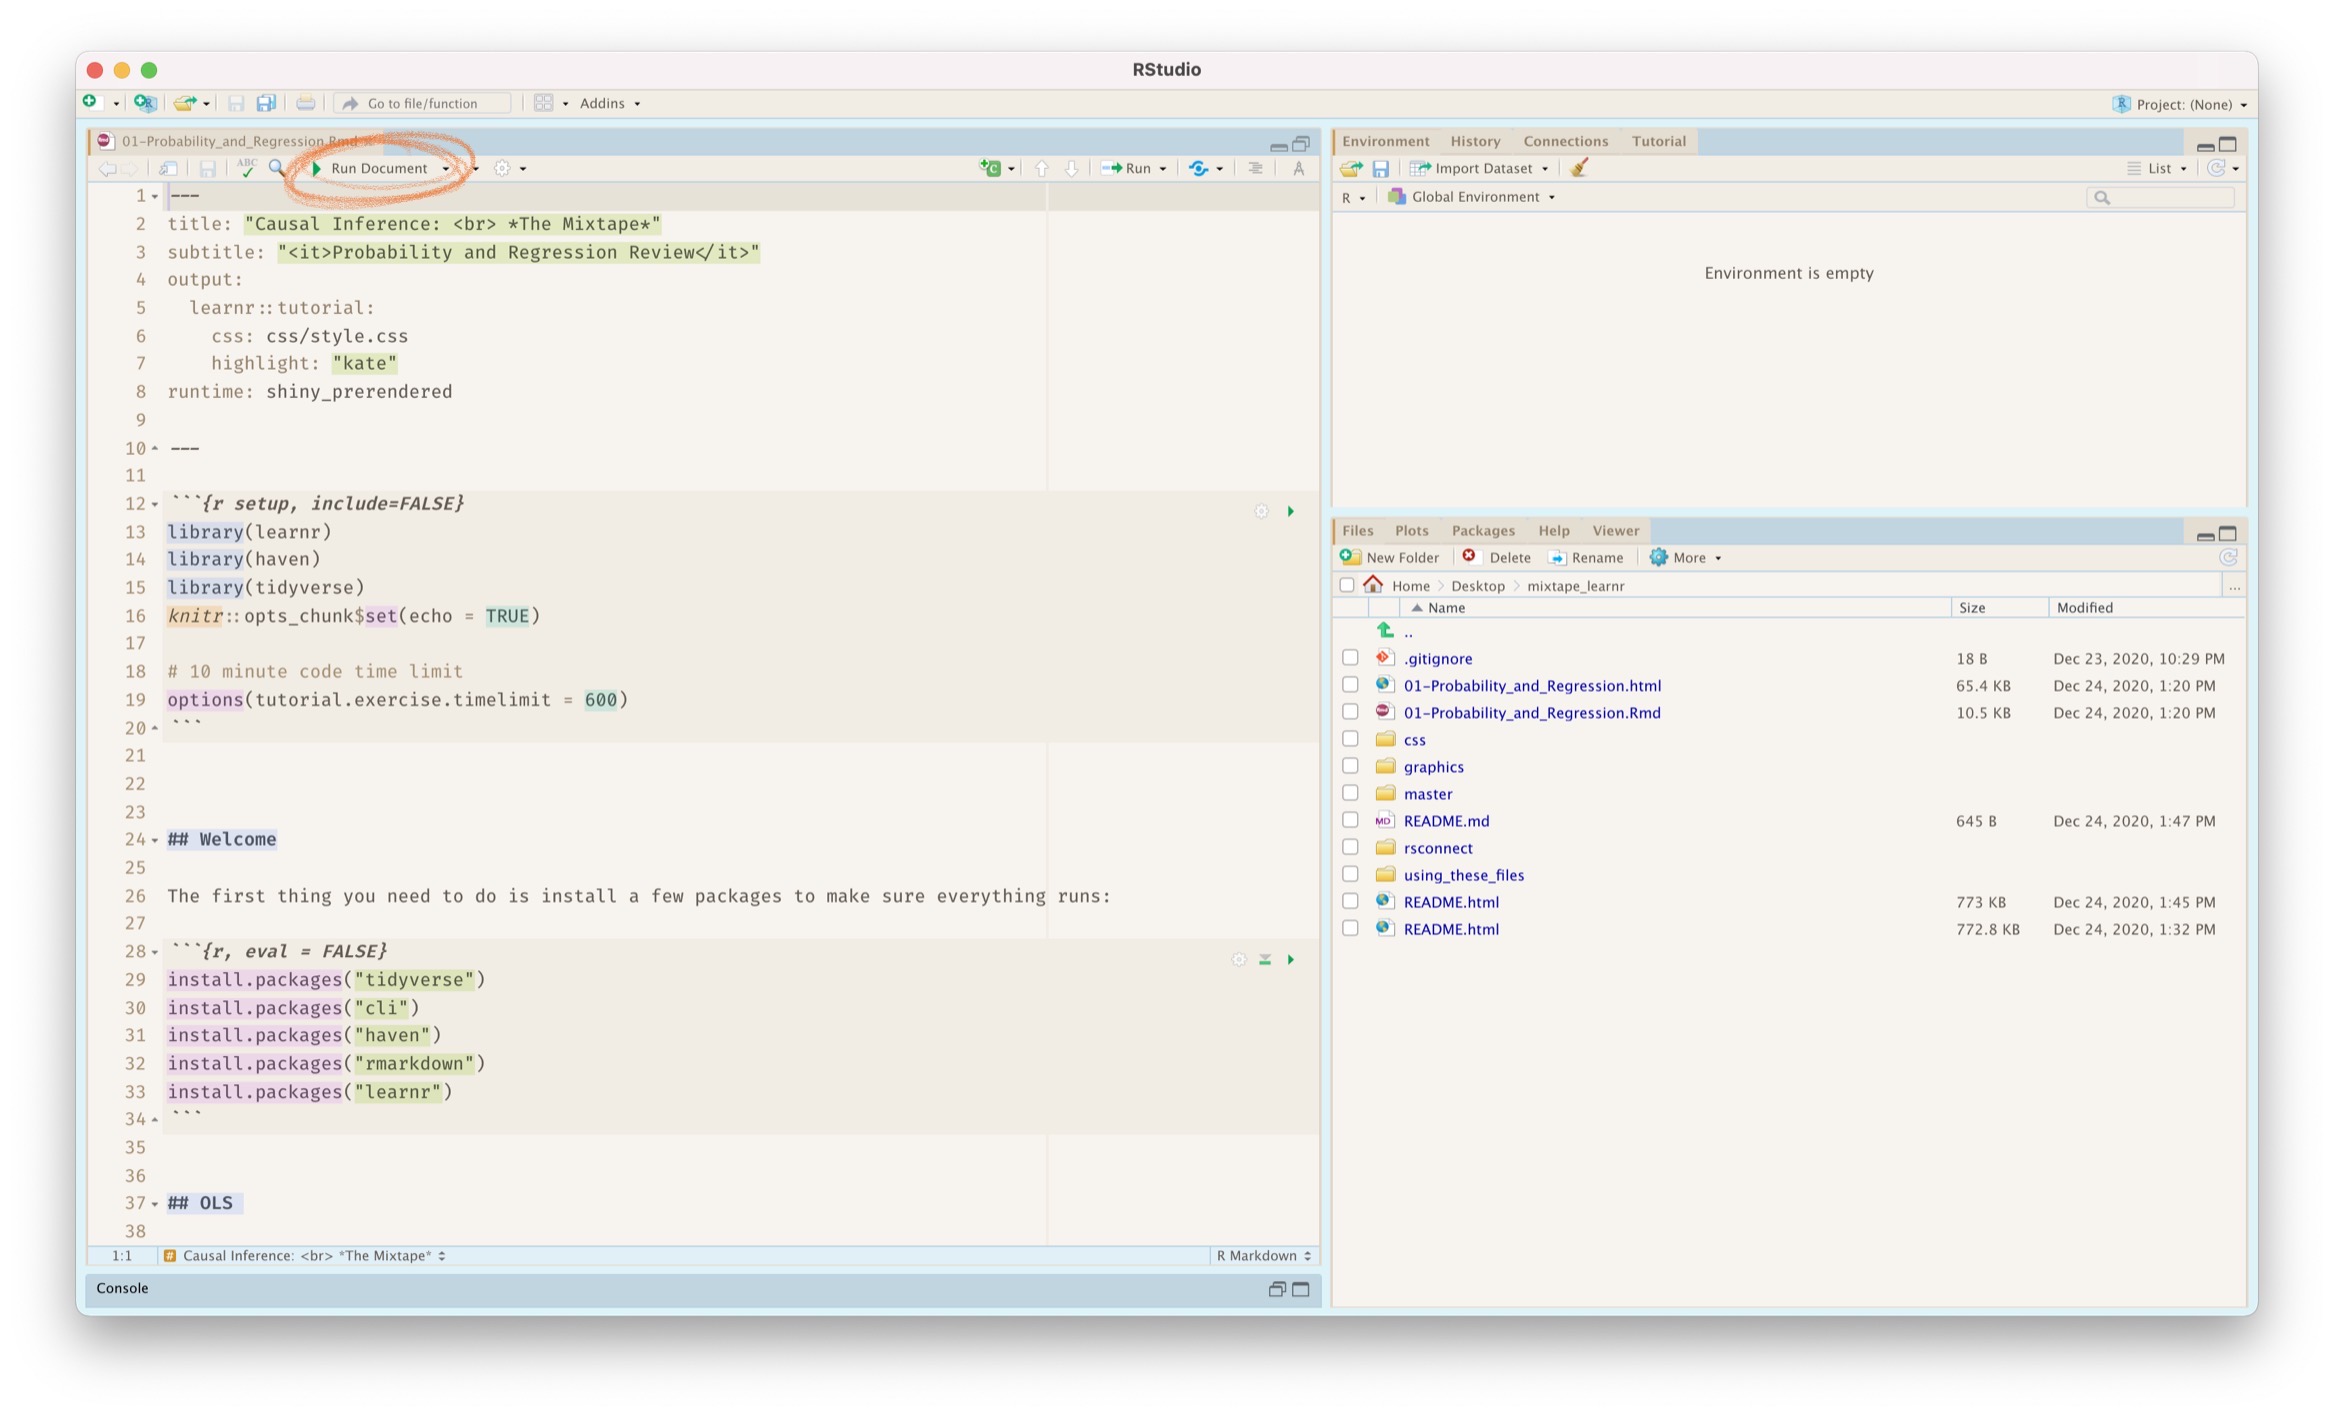 RStudio
Go to file/function
Addins
Project: (None)
01-Probability_and_Regression.Rmd
ABC
Run Document
Run
1 ---
2 title: "Causal Inference: <br> *The Mixtape*"
3 subtitle: "<it>Probability and Regression Review</it>"
4 output:
5 learnr::tutorial:
6 css: css/style.css
7 highlight: "kate"
8 runtime: shiny_prerendered
9
10 ---
11
12 ```{r setup, include=FALSE}
13 library(learnr)
14 library(haven)
15 library(tidyverse)
16 knitr::opts_chunk$set(echo = TRUE)
17
18 # 10 minute code time limit
19 options(tutorial.exercise.timelimit = 600)
20 ```
21
22
23
24 ## Welcome
25
26 The first thing you need to do is install a few packages to make sure everything runs:
27
28 ```{r, eval = FALSE}
29 install.packages("tidyverse")
30 install.packages("cli")
31 install.packages("haven")
32 install.packages("rmarkdown")
33 install.packages("learnr")
34 ```
35
36
37 ## OLS
38
1:1 # Causal Inference: <br> *The Mixtape* R Markdown
Console
Environment History Connections Tutorial
Import Dataset List
R Global Environment
Environment is empty
Files Plots Packages Help Viewer
New Folder Delete Rename More
Home Desktop mixtape_learnr ...
Name Size Modified
..
.gitignore 18 B Dec 23, 2020, 10:29 PM
01-Probability_and_Regression.html 65.4 KB Dec 24, 2020, 1:20 PM
01-Probability_and_Regression.Rmd 10.5 KB Dec 24, 2020, 1:20 PM
css
graphics
master
MD README.md 645 B Dec 24, 2020, 1:47 PM
rsconnect
using_these_files
README.html 773 KB Dec 24, 2020, 1:45 PM
README.html 772.8 KB Dec 24, 2020, 1:32 PM